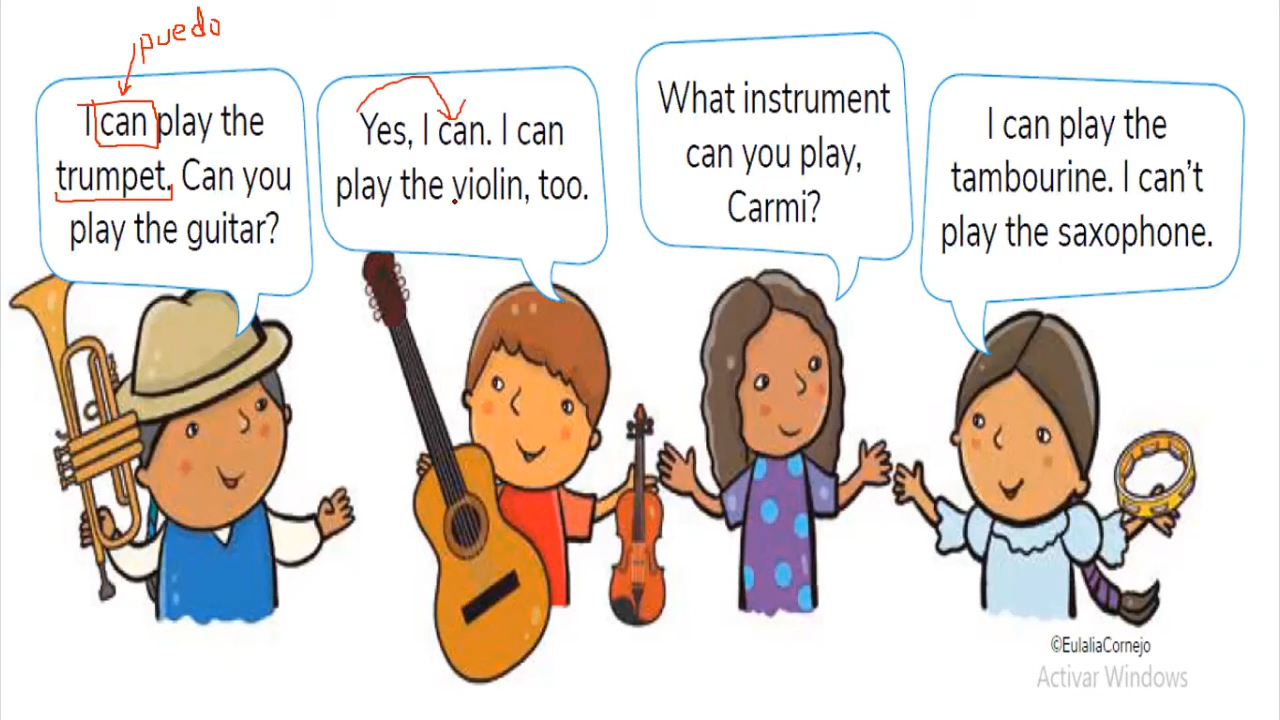 puedo
I can play the
trumpet. Can you
play the guitar?
Yes, I can. I can
play the violin, too.
What instrument
can you play,
Carmi?
I can play the
tambourine. I can't
play the saxophone.
©EulaliaCornejo
Activar Windows